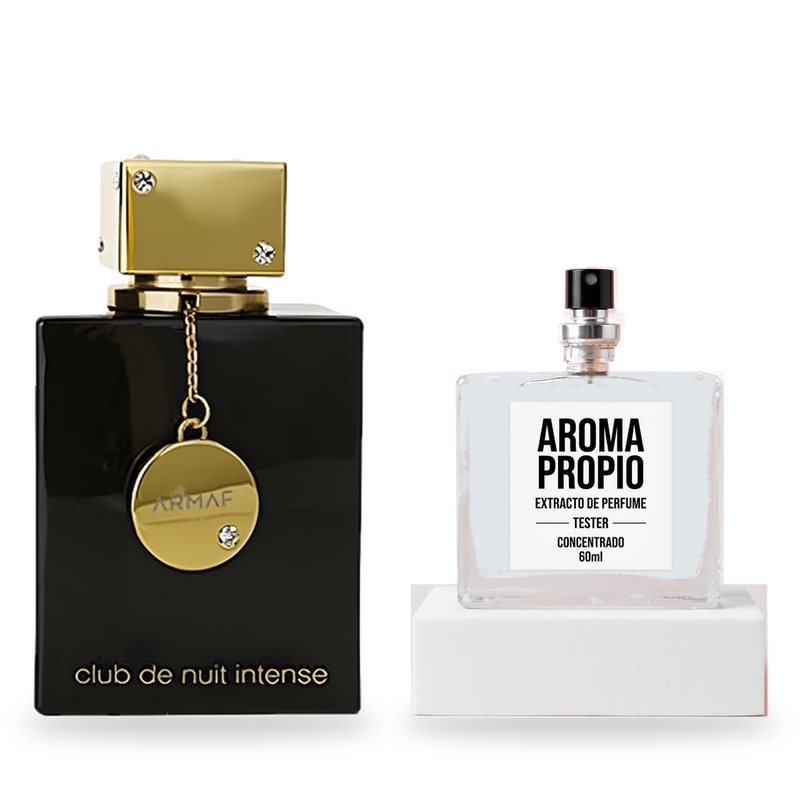 ARMAF
club de nuit intense
AROMA
PROPIO
EXTRACTO DE PERFUME
TESTER
CONCENTRADO
60ml